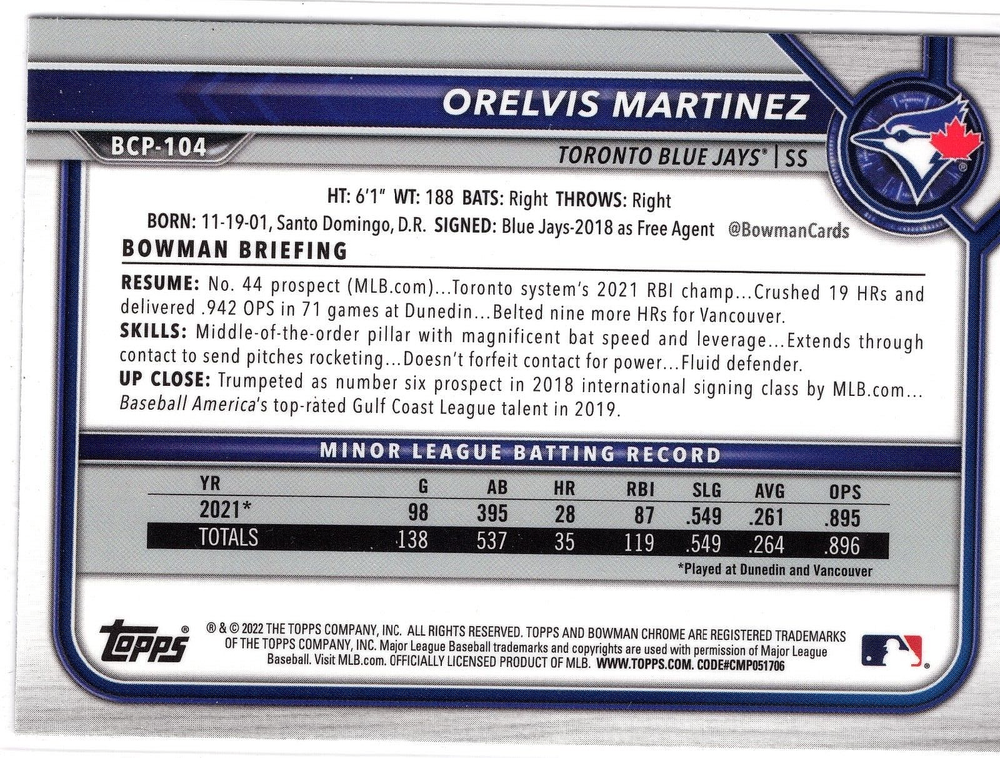 ORELVIS MARTINEZ
BCP-104
TORONTO BLUE JAYS® | SS
®
HT: 6'1" WT: 188 BATS: Right THROWS: Right
BORN: 11-19-01, Santo Domingo, D.R. SIGNED: Blue Jays-2018 as Free Agent @BowmanCards
BOWMAN BRIEFING
RESUME: No. 44 prospect (MLB.com)...Toronto system's 2021 RBI champ...Crushed 19 HRs and
delivered .942 OPS in 71 games at Dunedin...Belted nine more HRs for Vancouver.
SKILLS: Middle-of-the-order pillar with magnificent bat speed and leverage...Extends through
contact to send pitches rocketing...Doesn't forfeit contact for power...Fluid defender.
UP CLOSE: Trumpeted as number six prospect in 2018 international signing class by MLB.com...
Baseball America's top-rated Gulf Coast League talent in 2019.
MINOR LEAGUE BATTING RECORD
YR G AB HR RBI SLG AVG OPS
2021* 98 395 28 87 .549 .261 .895
TOTALS 138 537 35 119 .549 .264 .896
*Played at Dunedin and Vancouver
TOPPS®
® & © 2022 THE TOPPS COMPANY, INC. ALL RIGHTS RESERVED. TOPPS AND BOWMAN CHROME ARE REGISTERED TRADEMARKS
OF THE TOPPS COMPANY, INC. Major League Baseball trademarks and copyrights are used with permission of Major League
Baseball. Visit MLB.com. OFFICIALLY LICENSED PRODUCT OF MLB. WWW.TOPPS.COM. CODE#CMP051706
®